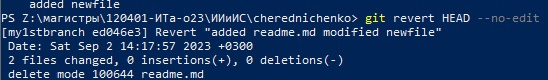 added newfile
PS Z:\магистры\120401-ИТа-o23\ИИиИС\cherednichenko> git revert HEAD --no-edit
[my1stbranch ed046e3] Revert "added readme.md modified newfile"
Date: Sat Sep 2 14:17:57 2023 +0300
2 files changed, 0 insertions(+), 0 deletions(-)
delete mode 100644 readme.md